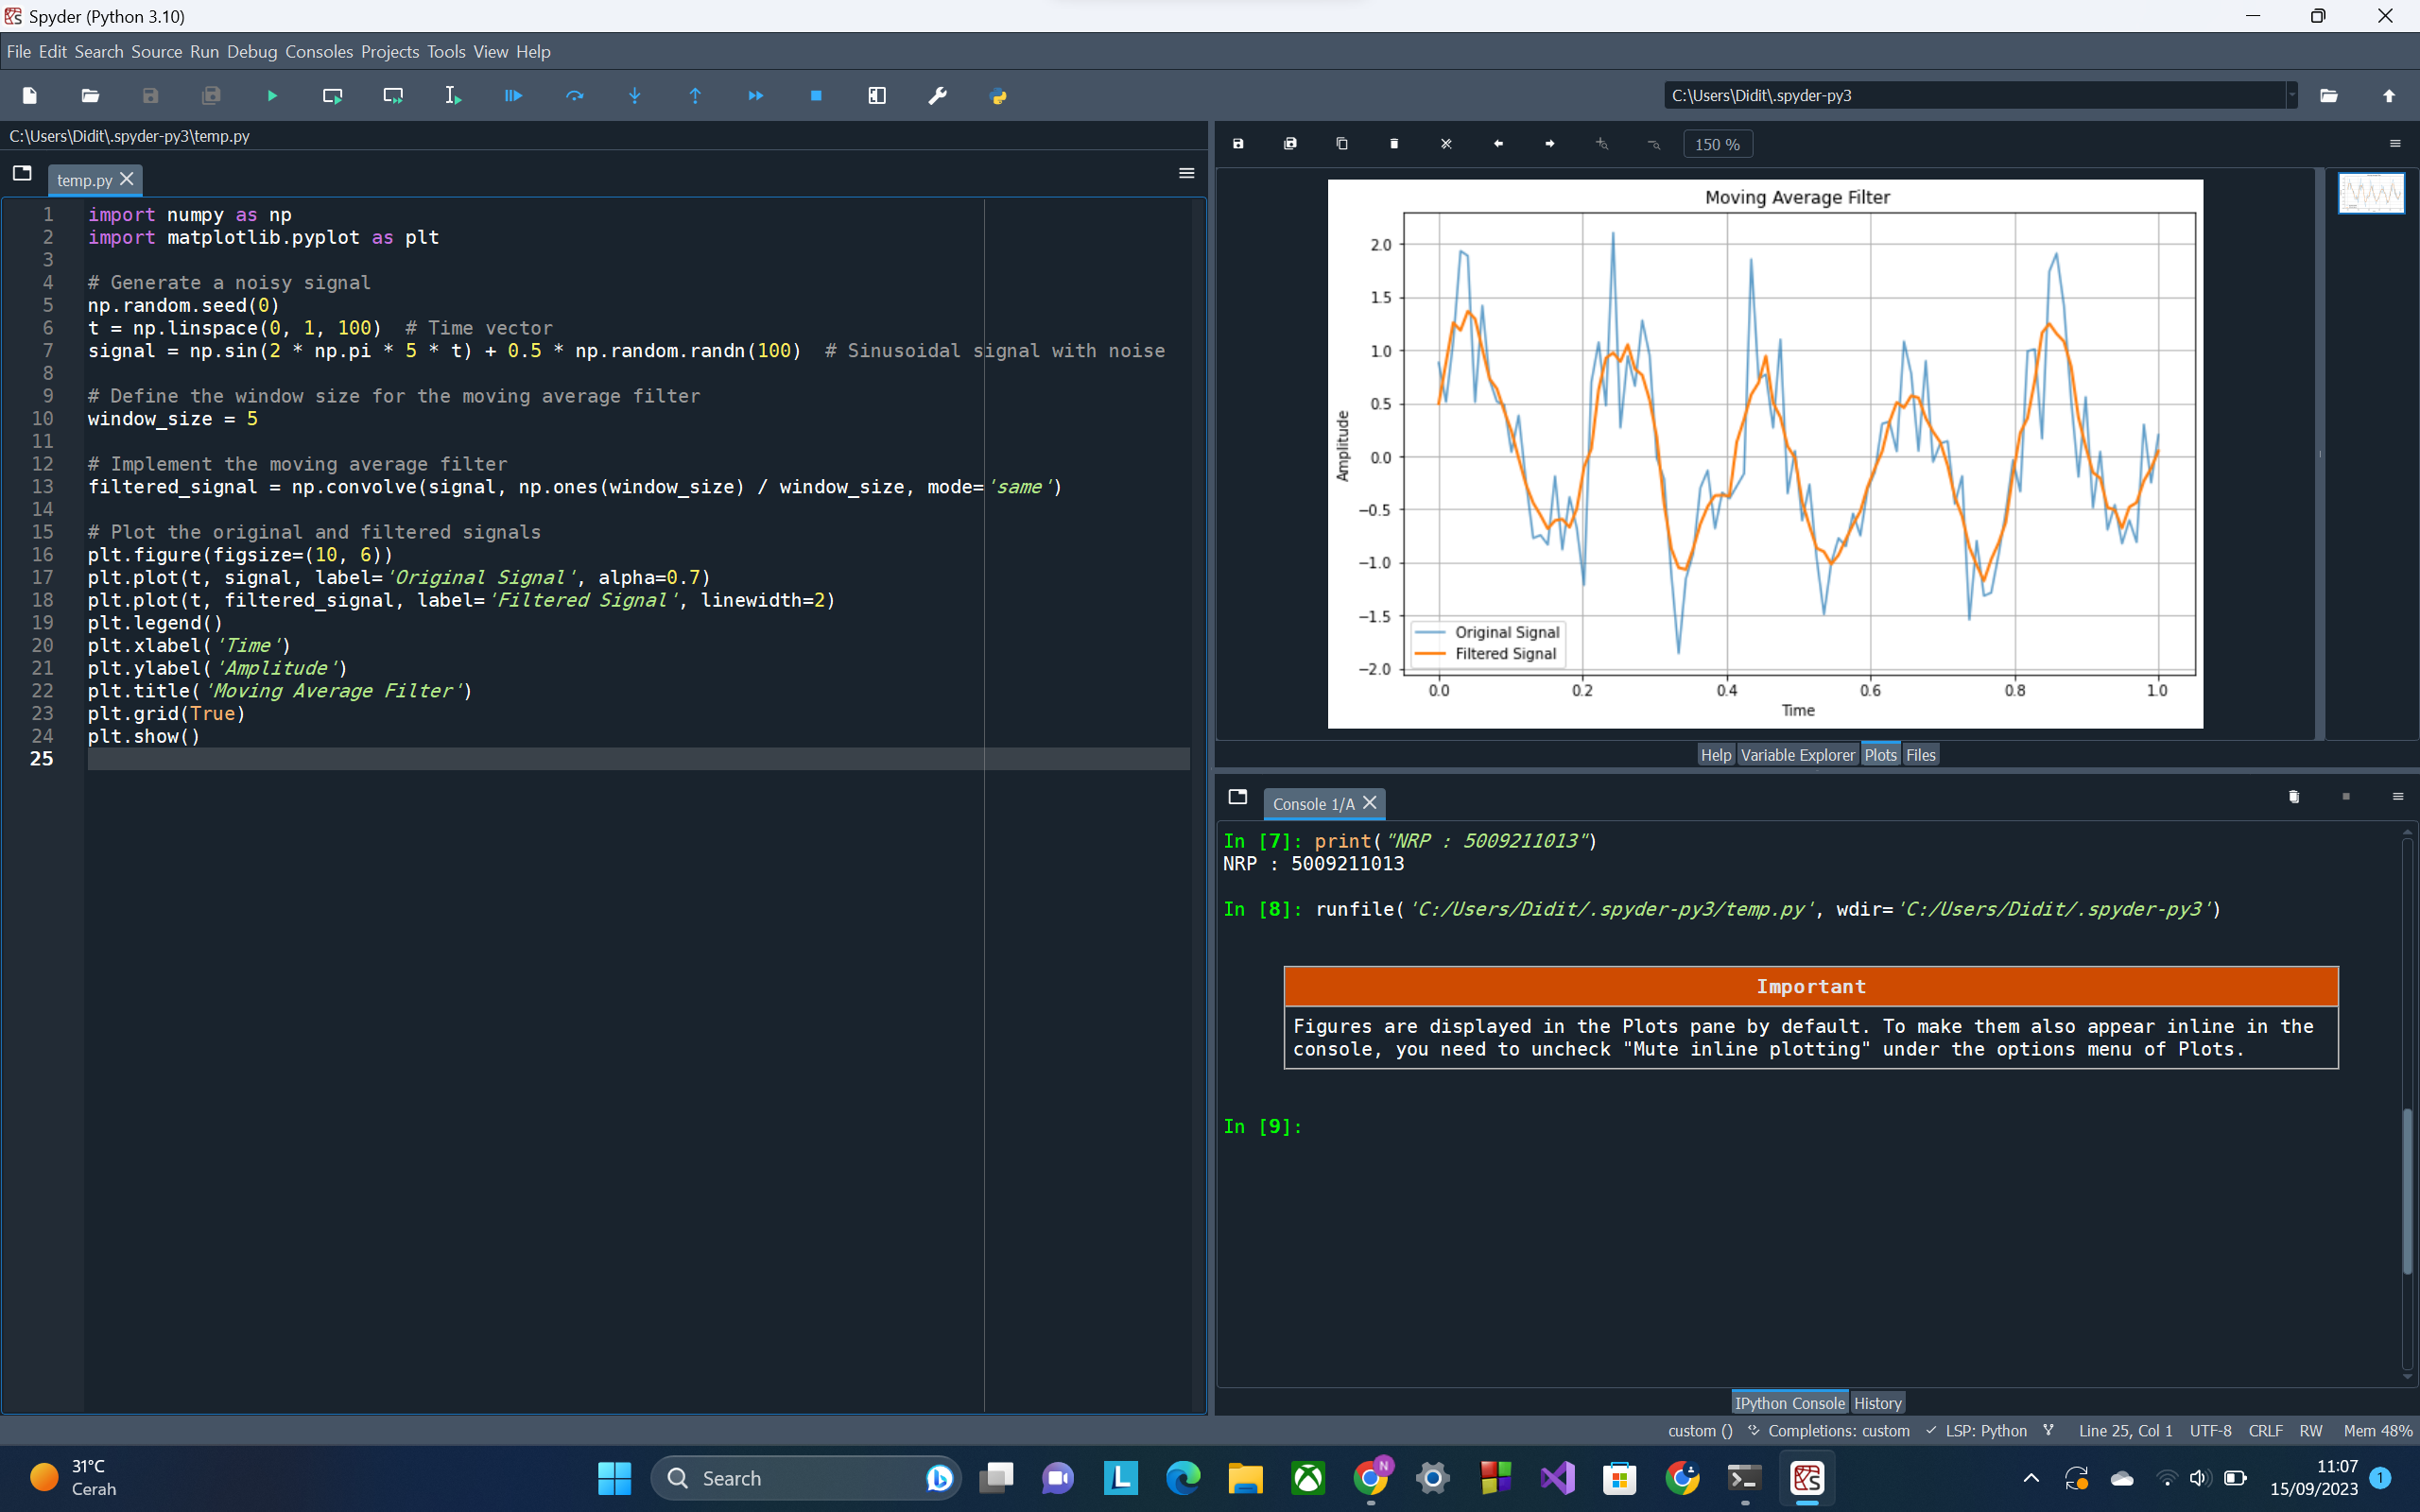 Spyder (Python 3.10)
File Edit Search Source Run Debug Consoles Projects Tools View Help
C:\Users\Didit\.spyder-py3
C:\Users\Didit\.spyder-py3\temp.py
temp.py
1 import numpy as np
2 import matplotlib.pyplot as plt
3
4 # Generate a noisy signal
5 np.random.seed(0)
6 t = np.linspace(0, 1, 100)  # Time vector
7 signal = np.sin(2 * np.pi * 5 * t) + 0.5 * np.random.randn(100)  # Sinusoidal signal with noise
8
9 # Define the window size for the moving average filter
10 window_size = 5
11
12 # Implement the moving average filter
13 filtered_signal = np.convolve(signal, np.ones(window_size) / window_size, mode='same')
14
15 # Plot the original and filtered signals
16 plt.figure(figsize=(10, 6))
17 plt.plot(t, signal, label='Original Signal', alpha=0.7)
18 plt.plot(t, filtered_signal, label='Filtered Signal', linewidth=2)
19 plt.legend()
20 plt.xlabel('Time')
21 plt.ylabel('Amplitude')
22 plt.title('Moving Average Filter')
23 plt.grid(True)
24 plt.show()
25
150 %
Moving Average Filter
2.0
1.5
1.0
0.5
0.0
−0.5
−1.0
−1.5
−2.0
Amplitude
Original Signal
Filtered Signal
0.0 0.2 0.4 0.6 0.8 1.0
Time
Help Variable Explorer Plots Files
Console 1/A
In [7]: print("NRP : 5009211013")
NRP : 5009211013
In [8]: runfile('C:/Users/Didit/.spyder-py3/temp.py', wdir='C:/Users/Didit/.spyder-py3')
Important
Figures are displayed in the Plots pane by default. To make them also appear inline in the
console, you need to uncheck "Mute inline plotting" under the options menu of Plots.
In [9]:
IPython Console History
custom () Completions: custom LSP: Python Line 25, Col 1 UTF-8 CRLF RW Mem 48%
31°C
Cerah
Search
N
L
11:07
15/09/2023
1